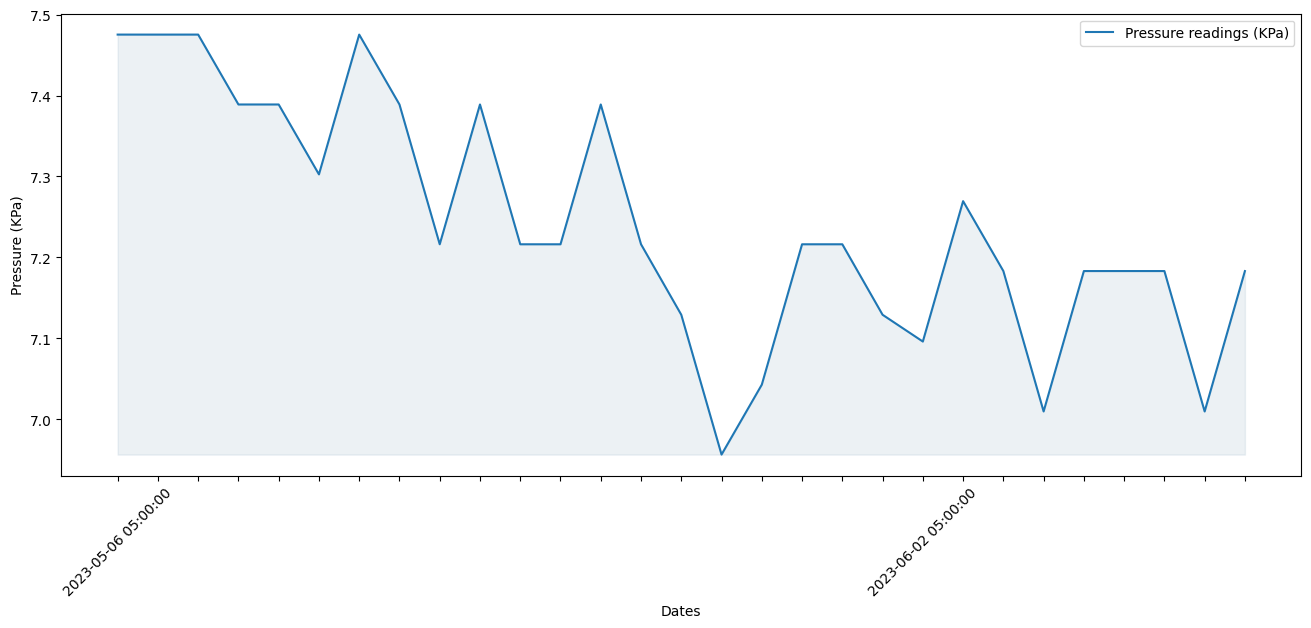 Pressure readings (KPa)
7.5
7.4
7.3
7.2
7.1
7.0
Pressure (KPa)
2023-05-06 05:00:00
2023-06-02 05:00:00
Dates